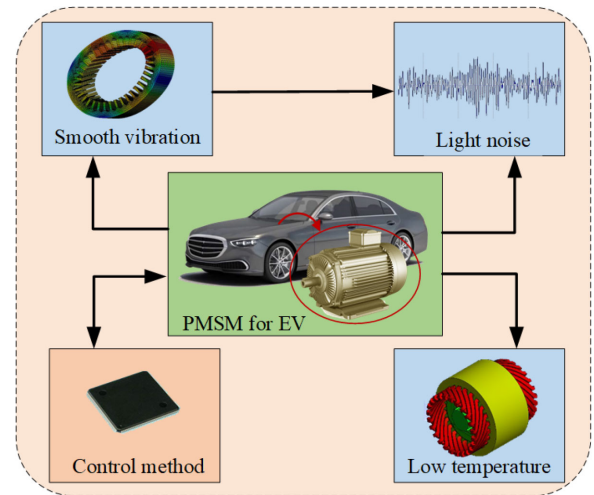 Smooth vibration
Light noise
PMSM for EV
Control method
Low temperature